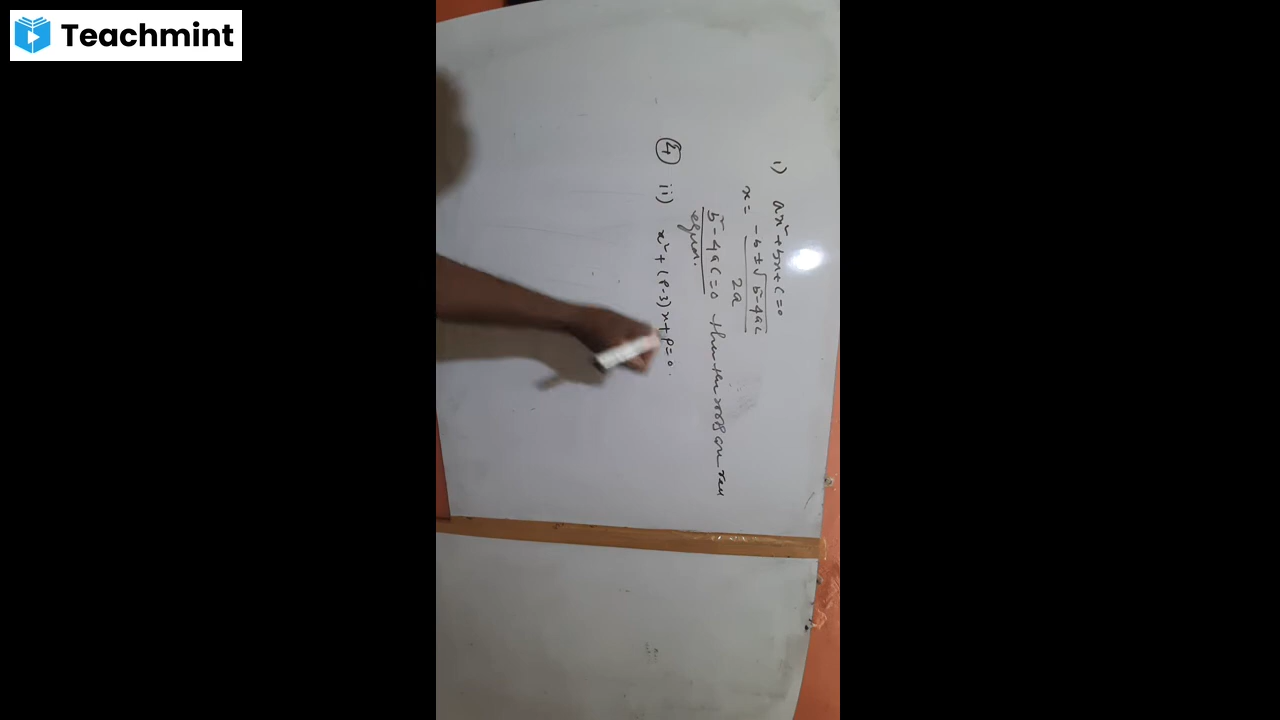 Teachmint
1) ax² + bx + c = 0
x = -b ± √b²-4ac
2a
b²-4ac = 0 then the roots are real
equal.
④ ii) x² + (P-3)x + P = 0.